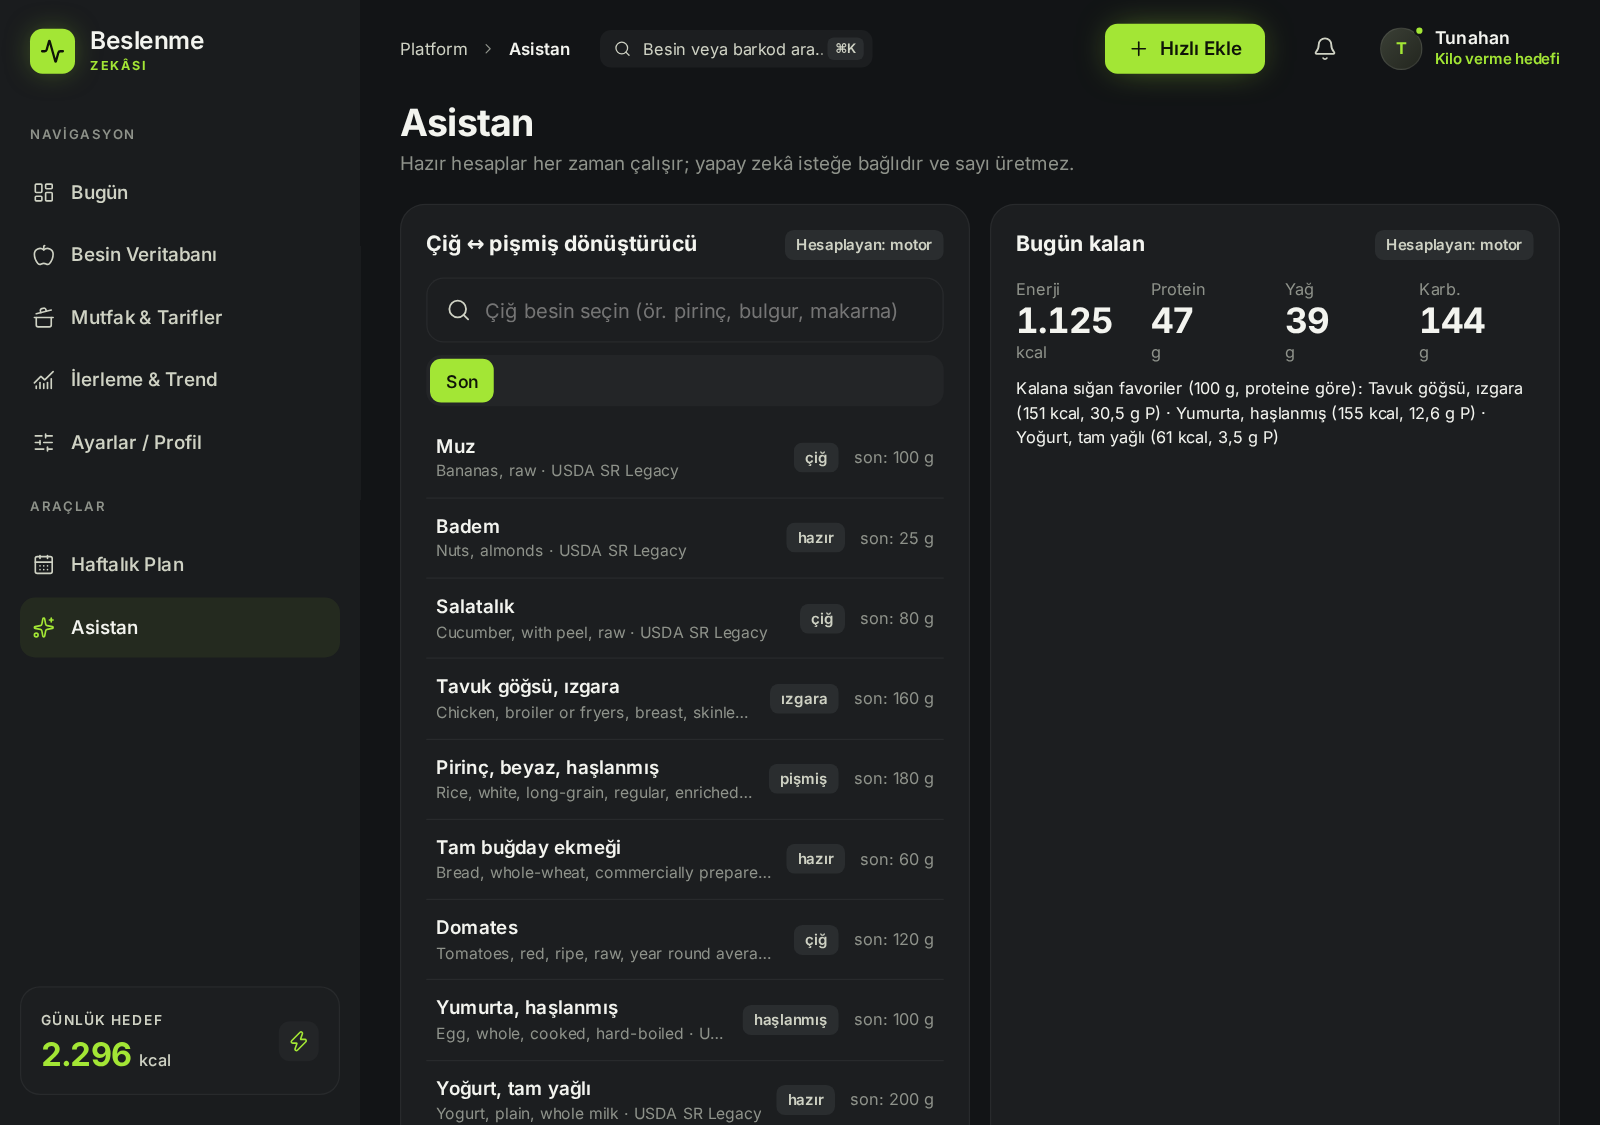 Beslenme
ZEKÂSI
NAVİGASYON
Bugün
Besin Veritabanı
Mutfak & Tarifler
İlerleme & Trend
Ayarlar / Profil
ARAÇLAR
Haftalık Plan
Asistan
GÜNLÜK HEDEF
2.296 kcal
Platform > Asistan
Besin veya barkod ara.. ⌘K
+ Hızlı Ekle
T
Tunahan
Kilo verme hedefi
Asistan
Hazır hesaplar her zaman çalışır; yapay zekâ isteğe bağlıdır ve sayı üretmez.
Çiğ ↔ pişmiş dönüştürücü
Hesaplayan: motor
Çiğ besin seçin (ör. pirinç, bulgur, makarna)
Son
Muz
Bananas, raw · USDA SR Legacy
çiğ
son: 100 g
Badem
Nuts, almonds · USDA SR Legacy
hazır
son: 25 g
Salatalık
Cucumber, with peel, raw · USDA SR Legacy
çiğ
son: 80 g
Tavuk göğsü, ızgara
Chicken, broiler or fryers, breast, skinle...
ızgara
son: 160 g
Pirinç, beyaz, haşlanmış
Rice, white, long-grain, regular, enriched...
pişmiş
son: 180 g
Tam buğday ekmeği
Bread, whole-wheat, commercially prepare...
hazır
son: 60 g
Domates
Tomatoes, red, ripe, raw, year round avera...
çiğ
son: 120 g
Yumurta, haşlanmış
Egg, whole, cooked, hard-boiled · U...
haşlanmış
son: 100 g
Yoğurt, tam yağlı
Yogurt, plain, whole milk · USDA SR Legacy
hazır
son: 200 g
Bugün kalan
Hesaplayan: motor
Enerji
1.125
kcal
Protein
47
g
Yağ
39
g
Karb.
144
g
Kalana sığan favoriler (100 g, proteine göre): Tavuk göğsü, ızgara
(151 kcal, 30,5 g P) · Yumurta, haşlanmış (155 kcal, 12,6 g P) ·
Yoğurt, tam yağlı (61 kcal, 3,5 g P)